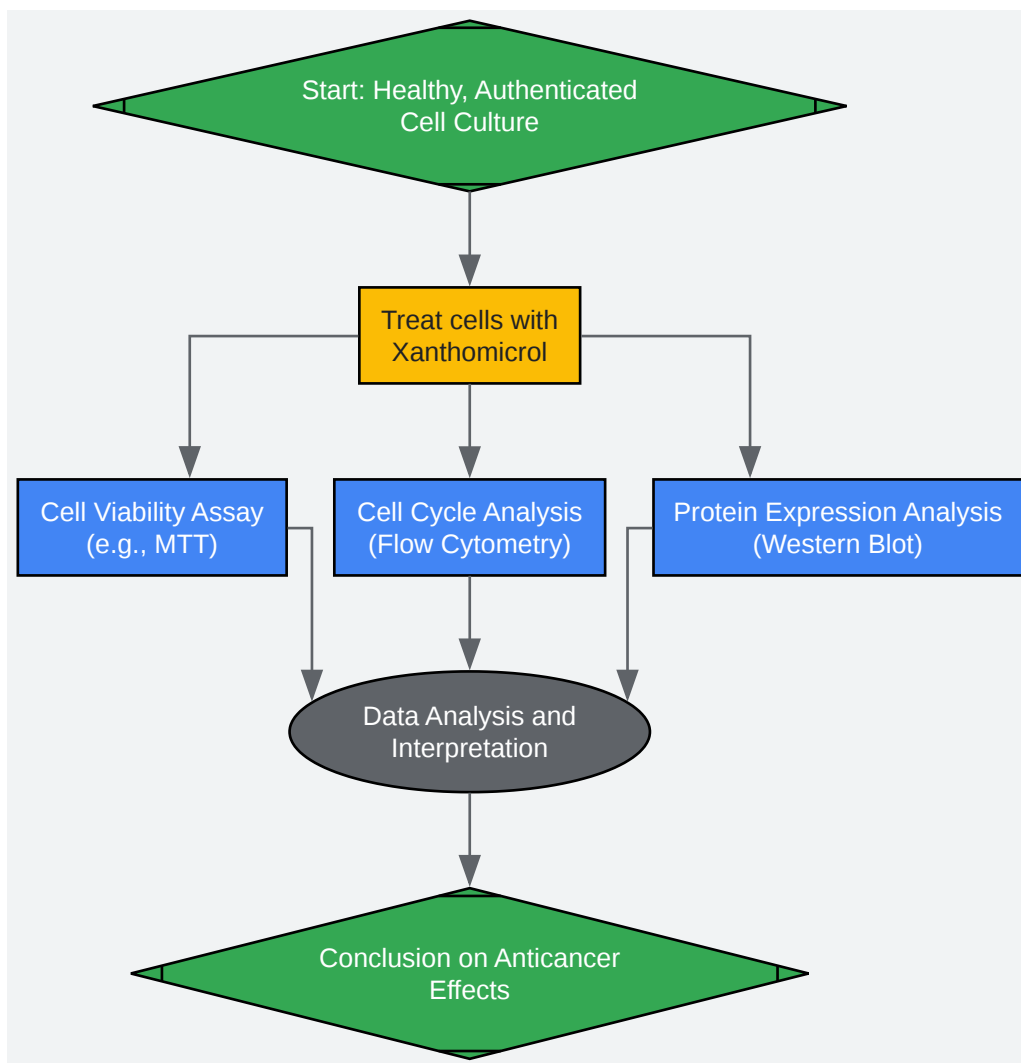 Start: Healthy, Authenticated
Cell Culture
Treat cells with
Xanthomicrol
Cell Viability Assay
(e.g., MTT)
Cell Cycle Analysis
(Flow Cytometry)
Protein Expression Analysis
(Western Blot)
Data Analysis and
Interpretation
Conclusion on Anticancer
Effects